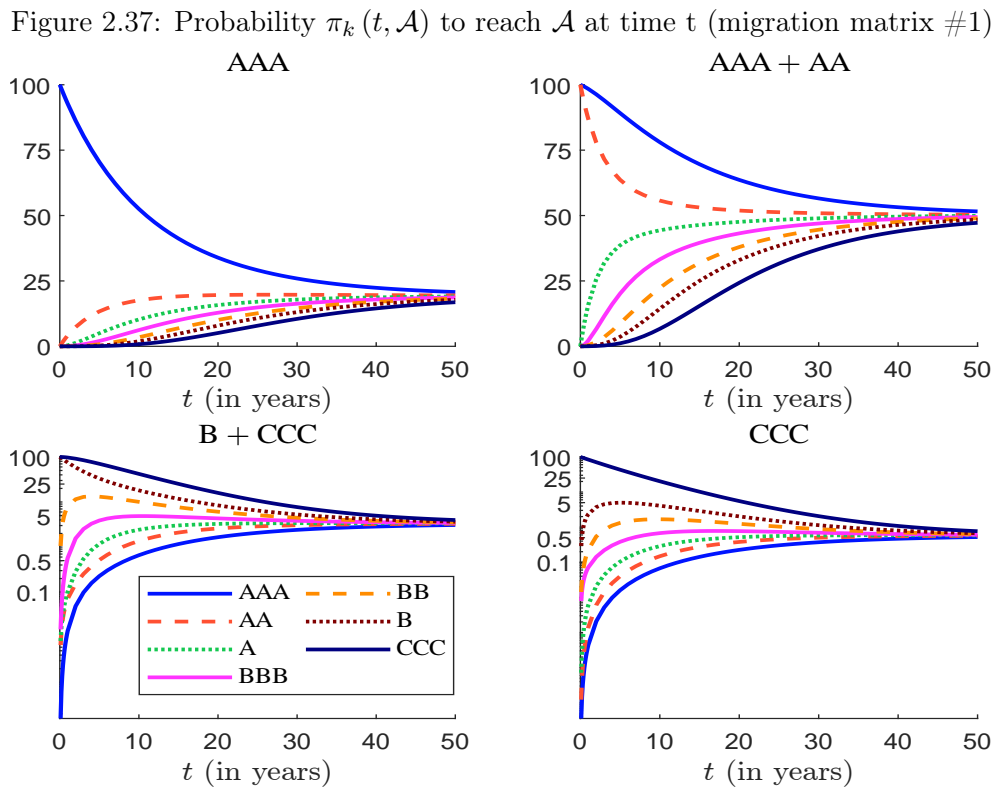 Figure 2.37: Probability π_k (t, 𝒜) to reach 𝒜 at time t (migration matrix #1)
AAA
100
75
50
25
0
0 10 20 30 40 50
t (in years)
AAA + AA
100
75
50
25
0
0 10 20 30 40 50
t (in years)
B + CCC
100
25
5
0.5
0.1
0 10 20 30 40 50
t (in years)
AAA
AA
A
BBB
BB
B
CCC
CCC
100
25
5
0.5
0.1
0 10 20 30 40 50
t (in years)